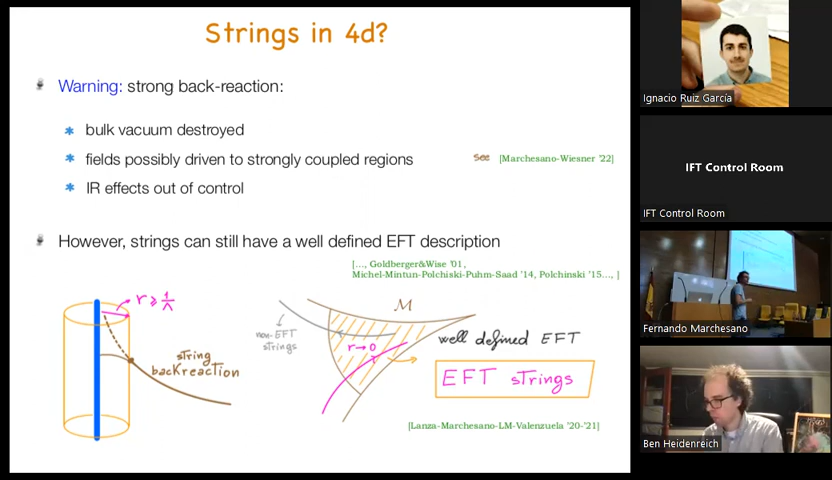 Strings in 4d?
Warning: strong back-reaction:
* bulk vacuum destroyed
* fields possibly driven to strongly coupled regions
see [Marchesano-Wiesner '22]
* IR effects out of control
However, strings can still have a well defined EFT description
[..., Goldberger&Wise '01,
Michel-Mintun-Polchiski-Puhm-Saad '14, Polchinski '15..., ]
r ≥ 1/Λ
string
backreaction
non-EFT
strings
M
r→0
well defined EFT
EFT strings
[Lanza-Marchesano-LM-Valenzuela '20-'21]
Ignacio Ruiz García
IFT Control Room
IFT Control Room
Fernando Marchesano
Ben Heidenreich